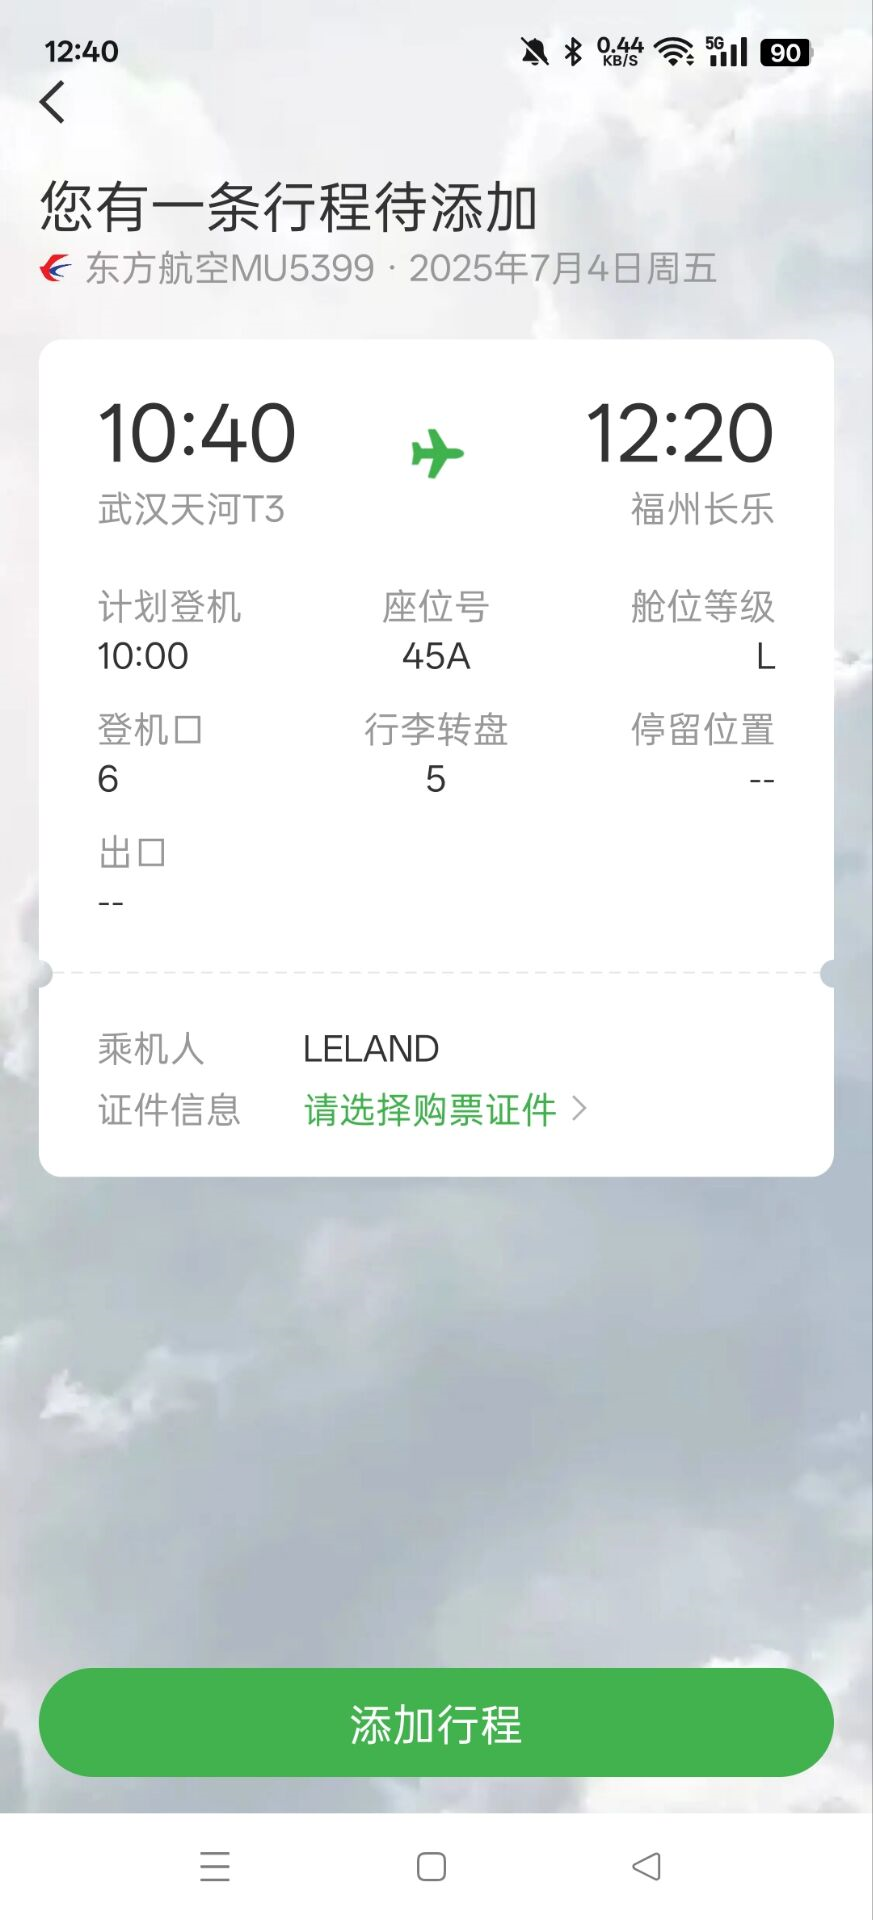 12:40
0.44 KB/S 5G 90
您有一条行程待添加
东方航空MU5399 · 2025年7月4日周五
10:40 12:20
武汉天河T3 福州长乐
计划登机 座位号 舱位等级
10:00 45A L
登机口 行李转盘 停留位置
6 5 --
出口
--
乘机人 LELAND
证件信息 请选择购票证件 >
添加行程